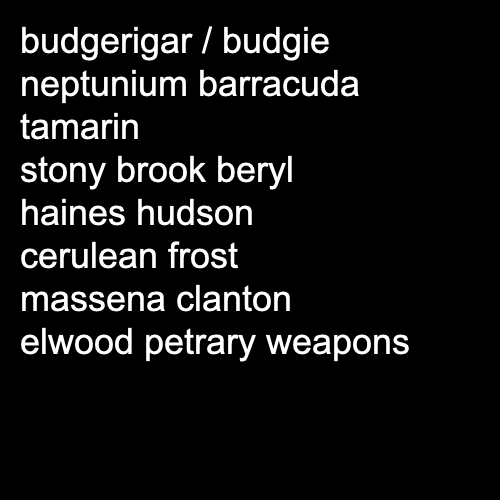 budgerigar / budgie
neptunium barracuda
tamarin
stony brook beryl
haines hudson
cerulean frost
massena clanton
elwood petrary weapons